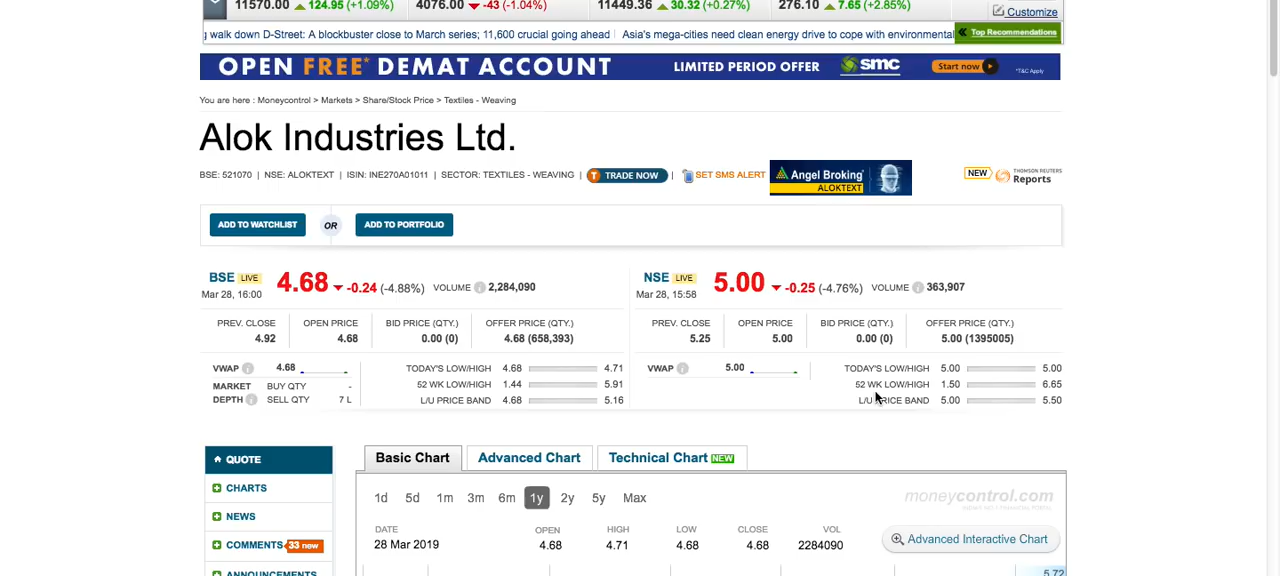 11570.00 124.95 (+1.09%) 4076.00 -43 (-1.04%) 11449.36 30.32 (+0.27%) 276.10 7.65 (+2.85%)
Customize
walk down D-Street: A blockbuster close to March series; 11,600 crucial going ahead | Asia's mega-cities need clean energy drive to cope with environmental
Top Recommendations
OPEN FREE* DEMAT ACCOUNT LIMITED PERIOD OFFER smc Start now *T&C Apply
You are here : Moneycontrol > Markets > Share/Stock Price > Textiles - Weaving
Alok Industries Ltd.
BSE: 521070 | NSE: ALOKTEXT | ISIN: INE270A01011 | SECTOR: TEXTILES - WEAVING | T TRADE NOW SET SMS ALERT
Angel Broking
ALOKTEXT
NEW THOMSON REUTERS
Reports
ADD TO WATCHLIST OR ADD TO PORTFOLIO
BSE LIVE 4.68 -0.24 (-4.88%) VOLUME 2,284,090
Mar 28, 16:00
PREV. CLOSE OPEN PRICE BID PRICE (QTY.) OFFER PRICE (QTY.)
4.92 4.68 0.00 (0) 4.68 (658,393)
VWAP 4.68 TODAY'S LOW/HIGH 4.68 4.71
MARKET BUY QTY - 52 WK LOW/HIGH 1.44 5.91
DEPTH SELL QTY 7 L L/U PRICE BAND 4.68 5.16
NSE LIVE 5.00 -0.25 (-4.76%) VOLUME 363,907
Mar 28, 15:58
PREV. CLOSE OPEN PRICE BID PRICE (QTY.) OFFER PRICE (QTY.)
5.25 5.00 0.00 (0) 5.00 (1395005)
VWAP 5.00 TODAY'S LOW/HIGH 5.00 5.00
52 WK LOW/HIGH 1.50 6.65
L/U PRICE BAND 5.00 5.50
QUOTE
CHARTS
NEWS
COMMENTS 33 new
ANNOUNCEMENTS
Basic Chart Advanced Chart Technical Chart NEW
1d 5d 1m 3m 6m 1y 2y 5y Max
moneycontrol.com
DATE OPEN HIGH LOW CLOSE VOL
28 Mar 2019 4.68 4.71 4.68 4.68 2284090
Advanced Interactive Chart
5.72